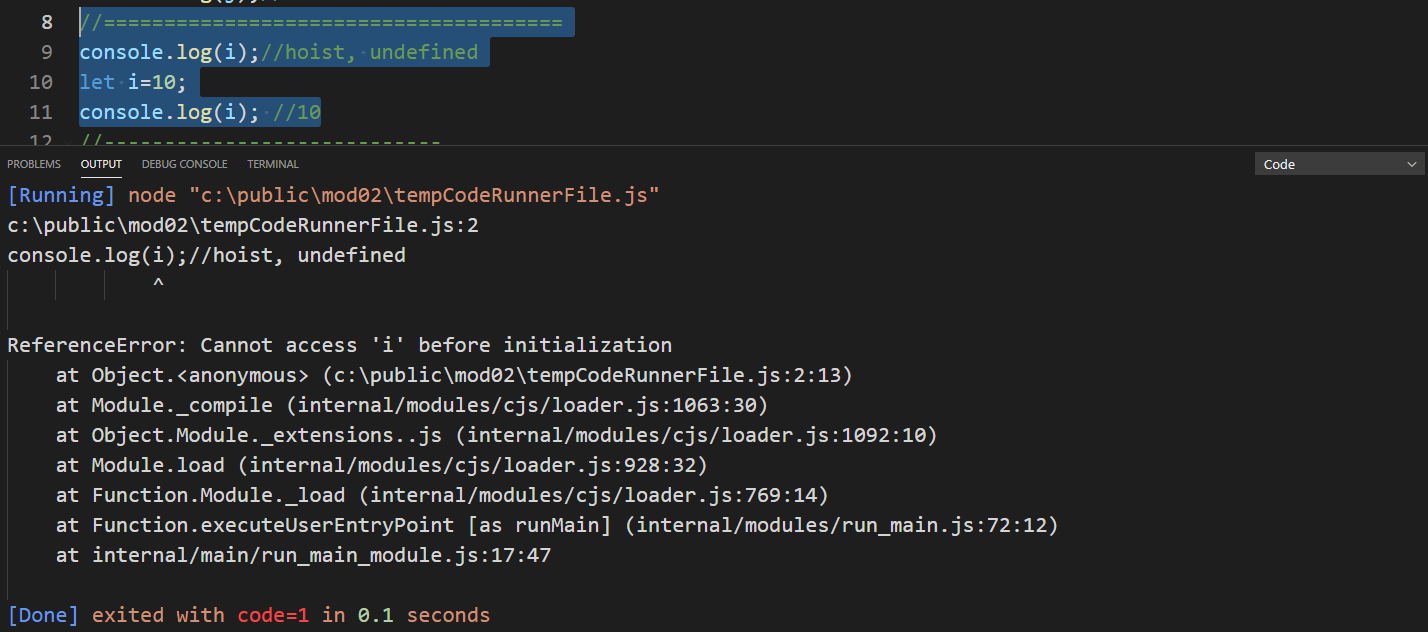 8 //======================================
9 console.log(i);//hoist, undefined
10 let i=10;
11 console.log(i); //10
12 //----------------------------
PROBLEMS OUTPUT DEBUG CONSOLE TERMINAL Code
[Running] node "c:\public\mod02\tempCodeRunnerFile.js"
c:\public\mod02\tempCodeRunnerFile.js:2
console.log(i);//hoist, undefined
^
ReferenceError: Cannot access 'i' before initialization
at Object.<anonymous> (c:\public\mod02\tempCodeRunnerFile.js:2:13)
at Module._compile (internal/modules/cjs/loader.js:1063:30)
at Object.Module._extensions..js (internal/modules/cjs/loader.js:1092:10)
at Module.load (internal/modules/cjs/loader.js:928:32)
at Function.Module._load (internal/modules/cjs/loader.js:769:14)
at Function.executeUserEntryPoint [as runMain] (internal/modules/run_main.js:72:12)
at internal/main/run_main_module.js:17:47
[Done] exited with code=1 in 0.1 seconds